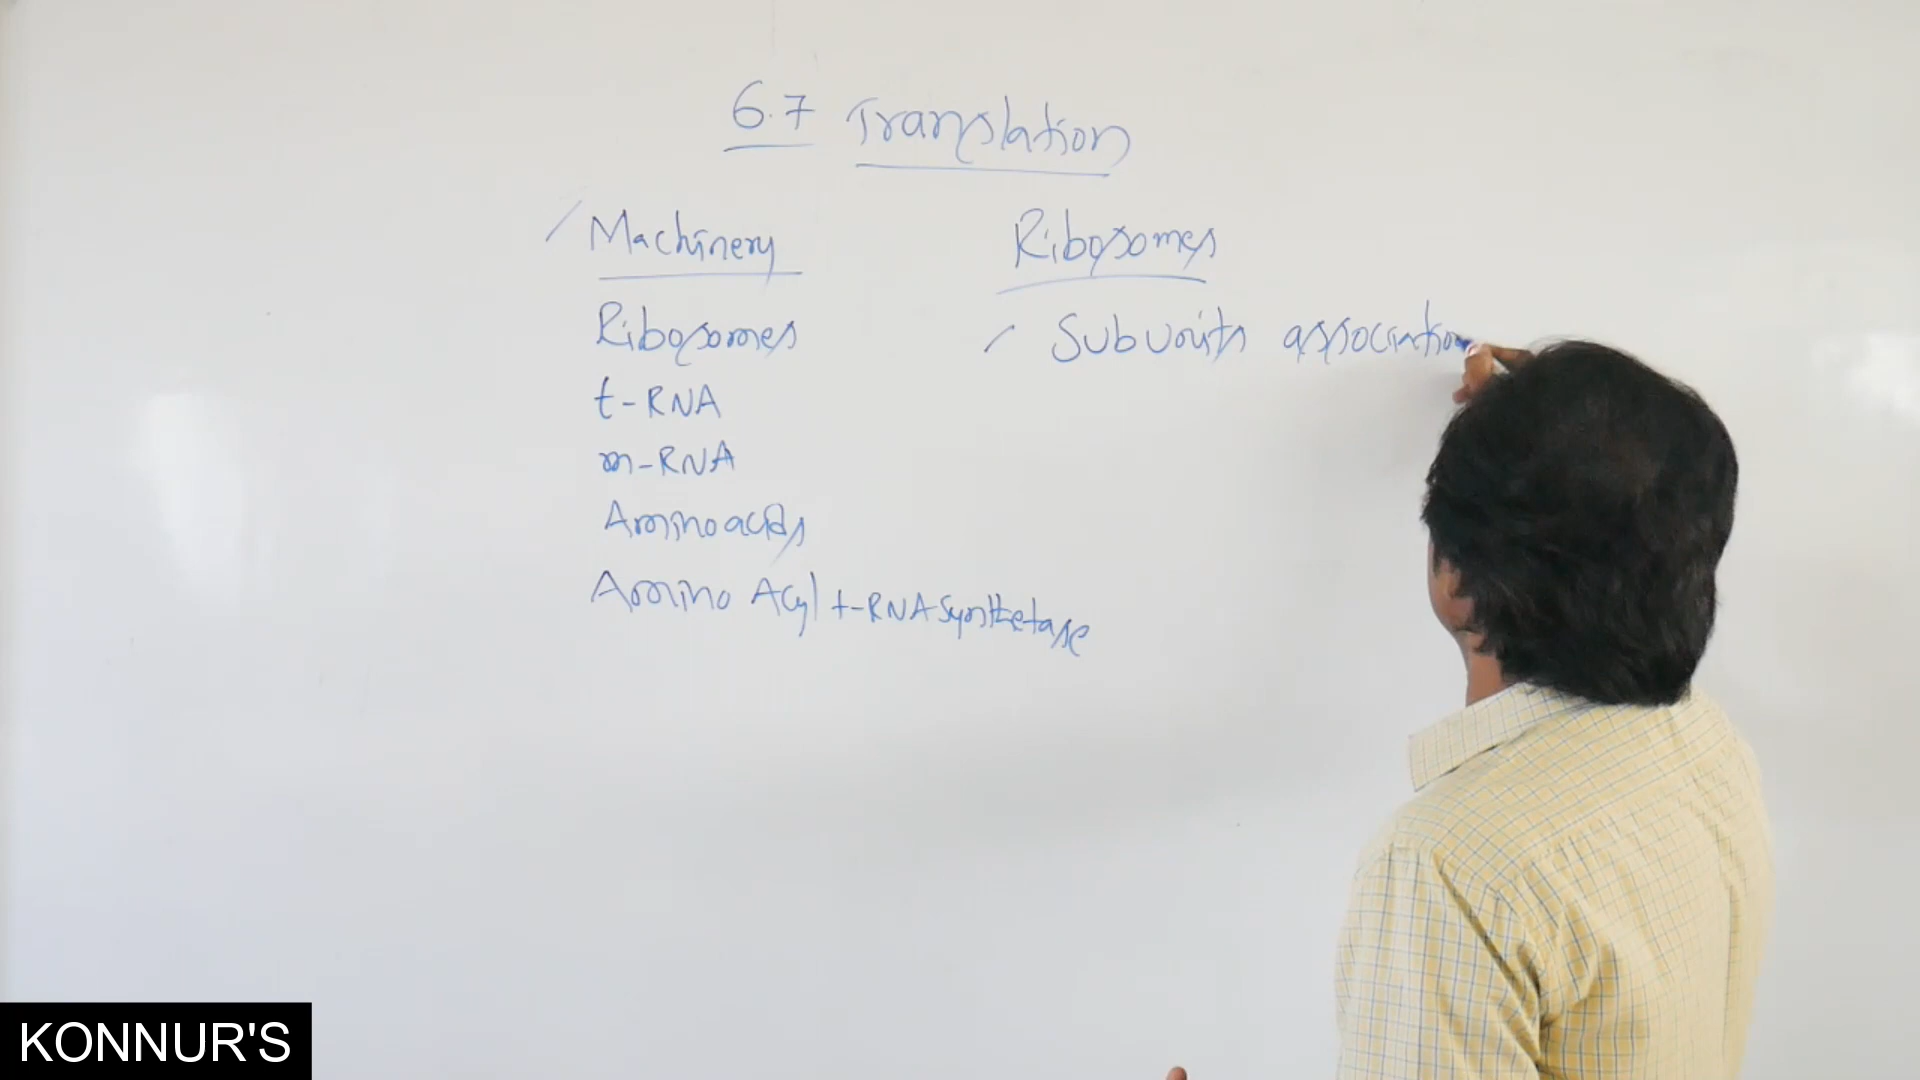 6.7 Translation
Machinery
Ribosomes
t-RNA
m-RNA
Aminoacids
Amino Acyl t-RNA synthetase
Ribosomes
Subunits association
KONNUR'S